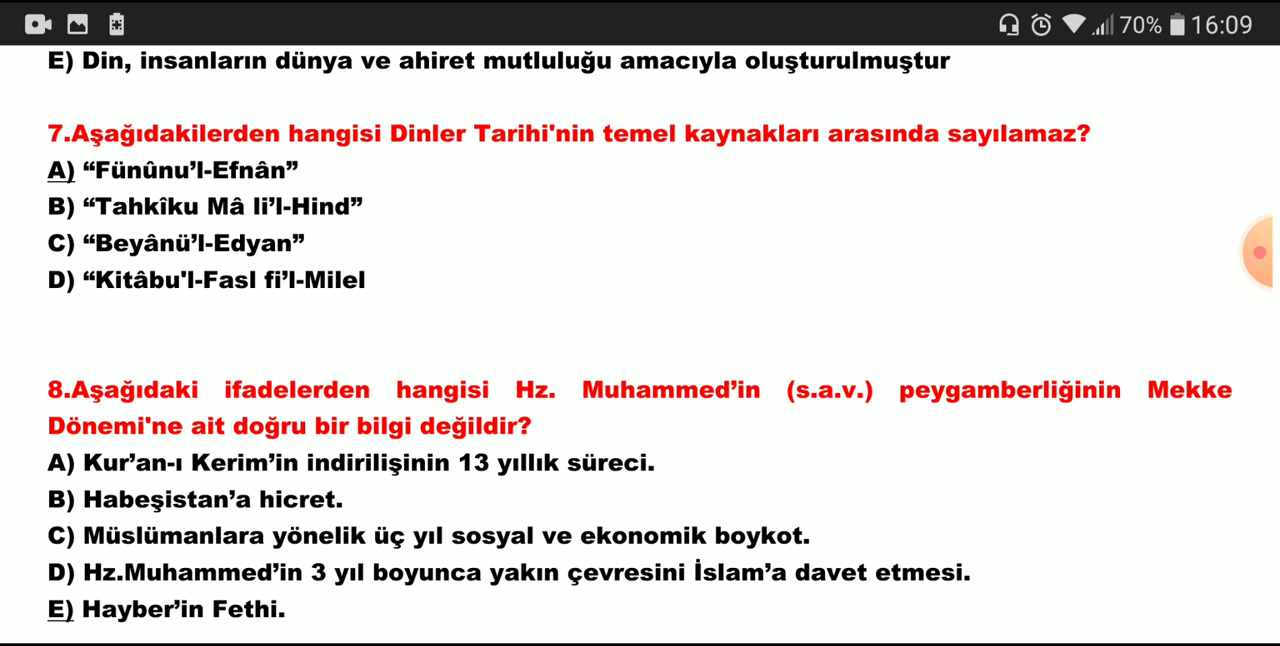 70% 16:09
E) Din, insanların dünya ve ahiret mutluluğu amacıyla oluşturulmuştur
7.Aşağıdakilerden hangisi Dinler Tarihi'nin temel kaynakları arasında sayılamaz?
A) “Fünûnu’l-Efnân”
B) “Tahkîku Mâ li’l-Hind”
C) “Beyânü’l-Edyan”
D) “Kitâbu'l-Fasl fi’l-Milel
8.Aşağıdaki ifadelerden hangisi Hz. Muhammed’in (s.a.v.) peygamberliğinin Mekke
Dönemi'ne ait doğru bir bilgi değildir?
A) Kur’an-ı Kerim’in indirilişinin 13 yıllık süreci.
B) Habeşistan’a hicret.
C) Müslümanlara yönelik üç yıl sosyal ve ekonomik boykot.
D) Hz.Muhammed’in 3 yıl boyunca yakın çevresini İslam’a davet etmesi.
E) Hayber’in Fethi.